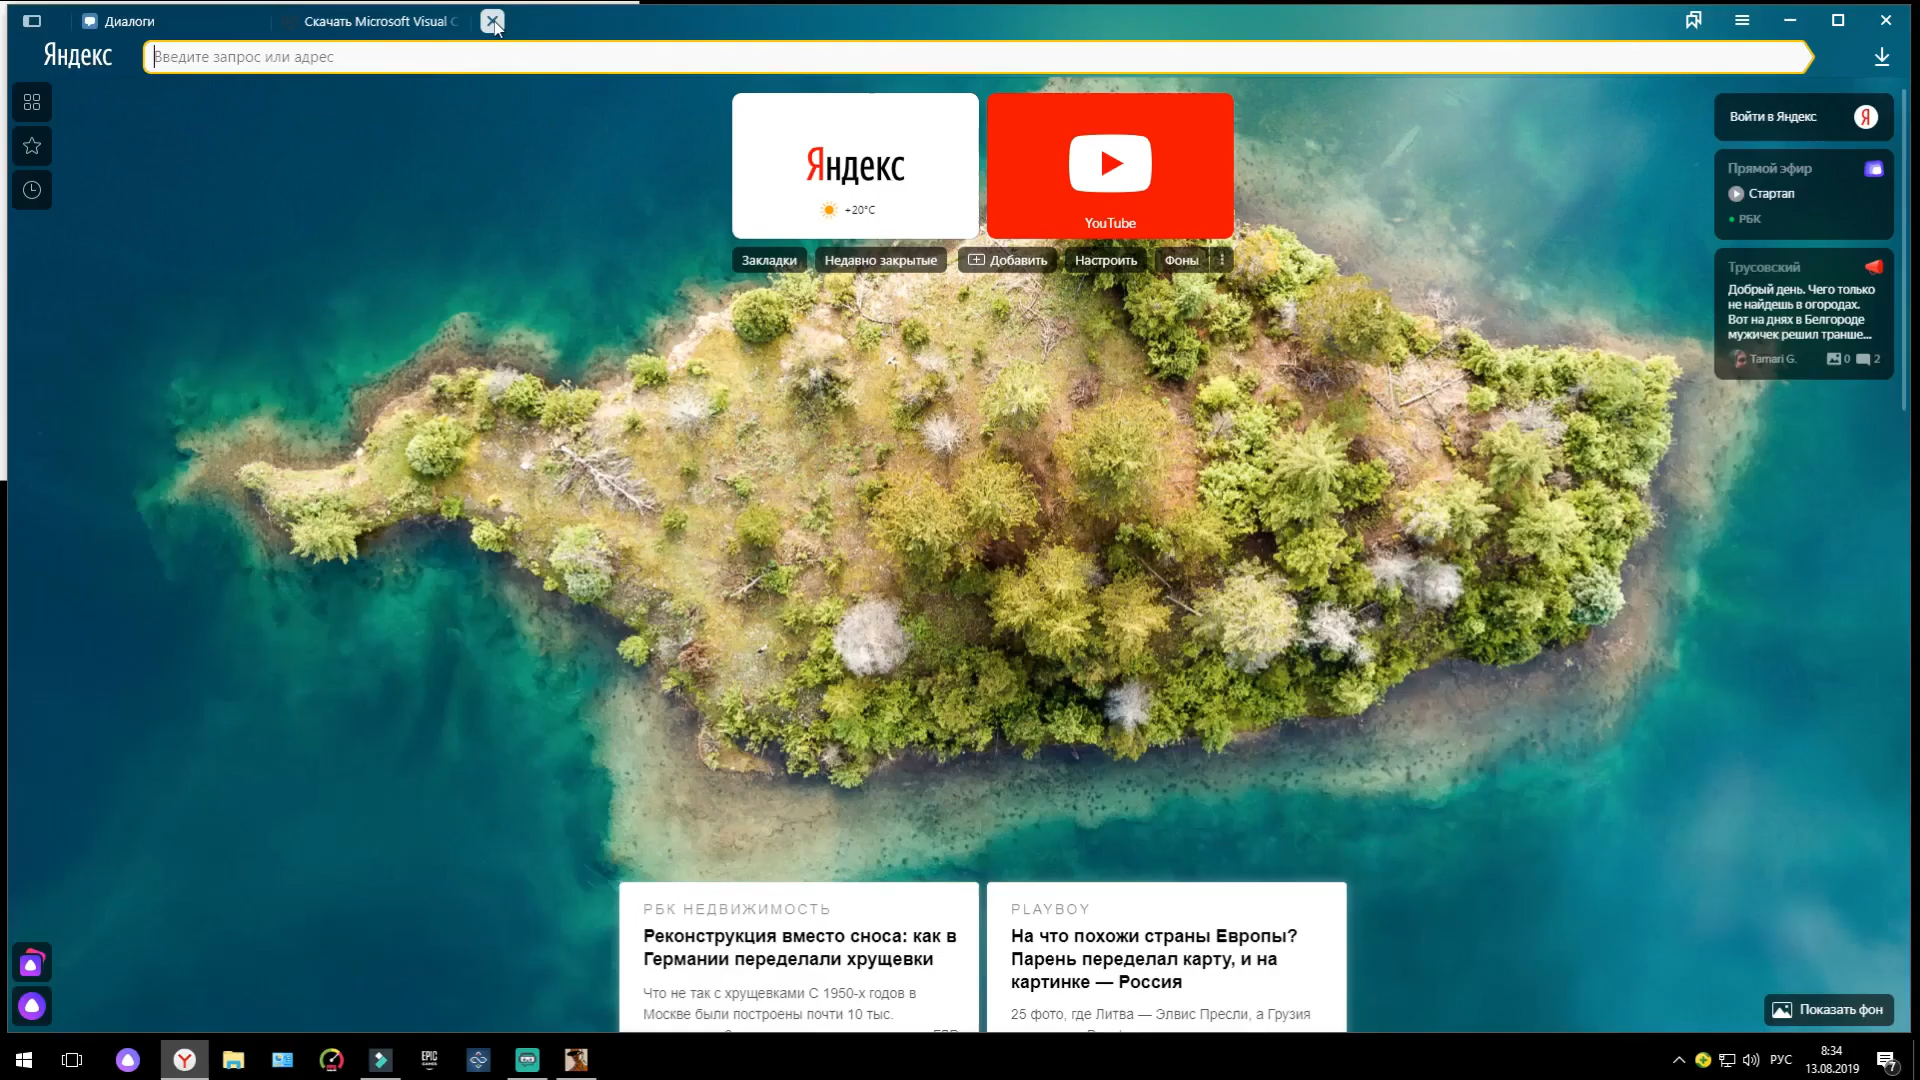 Диалоги
Скачать Microsoft Visual C
Яндекс
Введите запрос или адрес
Яндекс
+20°C
YouTube
Закладки
Недавно закрытые
Добавить
Настроить
Фоны
Войти в Яндекс
Я
Прямой эфир
Стартап
РБК
Трусовский
Добрый день. Чего только
не найдешь в огородах.
Вот на днях в Белгороде
мужичек решил транше...
Tamari G.
0
2
РБК НЕДВИЖИМОСТЬ
Реконструкция вместо сноса: как в
Германии переделали хрущевки
Что не так с хрущевками С 1950-х годов в
Москве были построены почти 10 тыс.
PLAYBOY
На что похожи страны Европы?
Парень переделал карту, и на
картинке — Россия
25 фото, где Литва — Элвис Пресли, а Грузия
Показать фон
EPIC
РУС
8:34
13.08.2019
7